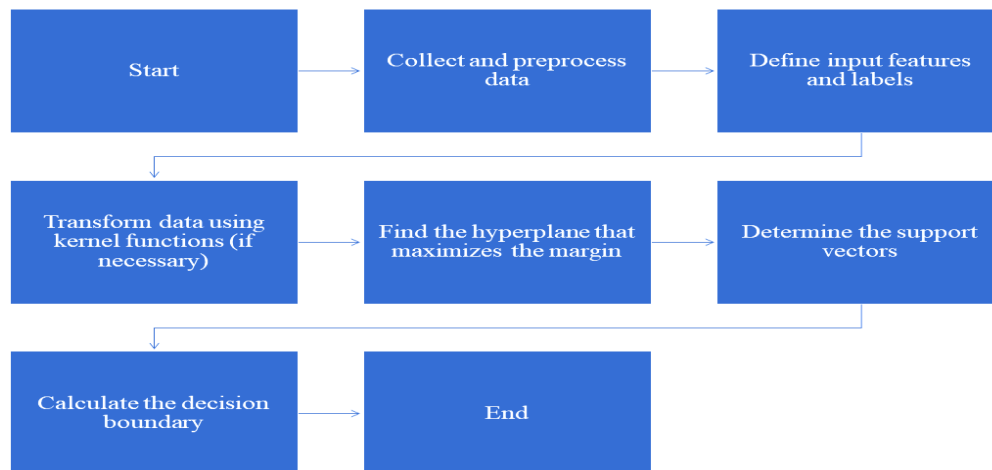 Start
Collect and preprocess
data
Define input features
and labels
Transform data using
kernel functions (if
necessary)
Find the hyperplane that
maximizes the margin
Determine the support
vectors
Calculate the decision
boundary
End